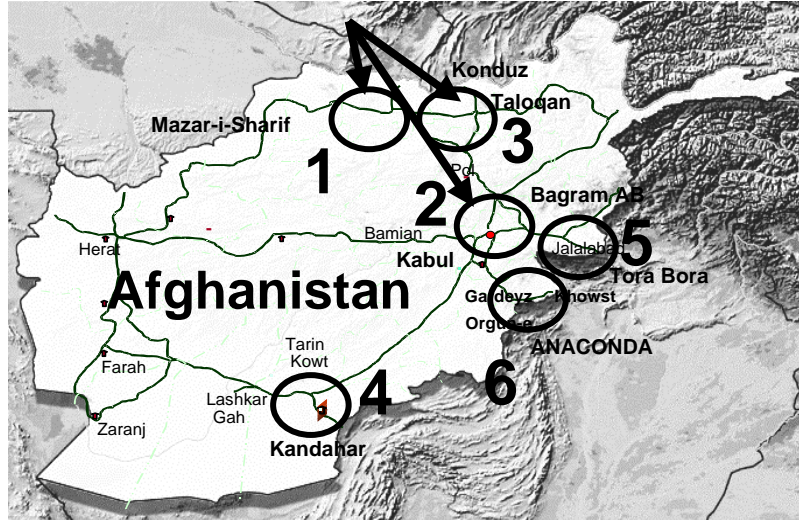 Konduz
Taloqan
Mazar-i-Sharif
1
3
2
Bagram AB
5
Bamian
Jalalabad
Herat
Kabul
Tora Bora
Afghanistan
Gardeyz
Khowst
ANACONDA
Tarin
Kowt
6
Farah
Lashkar
Gah
4
Zaranj
Kandahar